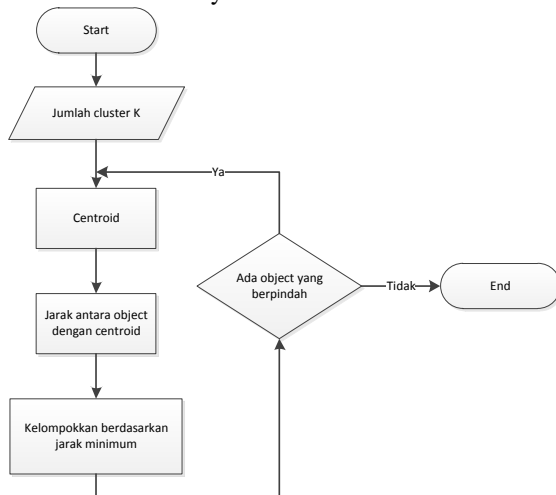 Start
Jumlah cluster K
Ya
Centroid
Ada object yang
berpindah
Tidak
End
Jarak antara object
dengan centroid
Kelompokkan berdasarkan
jarak minimum